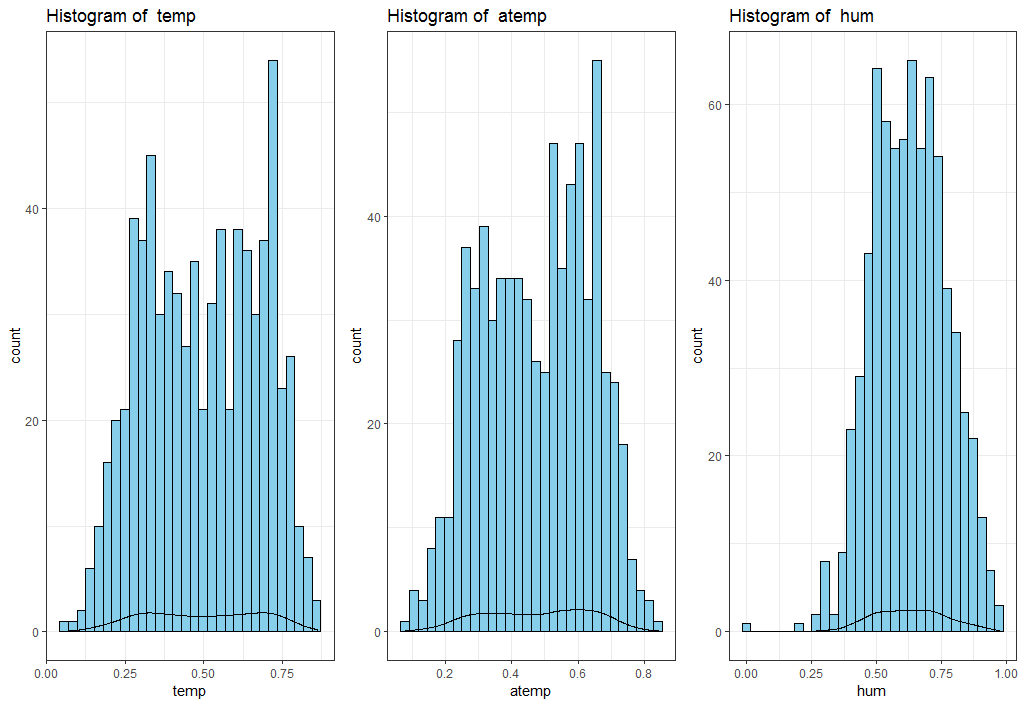 Histogram of  temp
count
40
20
0
0.00 0.25 0.50 0.75
temp
Histogram of  atemp
count
40
20
0
0.2 0.4 0.6 0.8
atemp
Histogram of  hum
count
60
40
20
0
0.00 0.25 0.50 0.75 1.00
hum